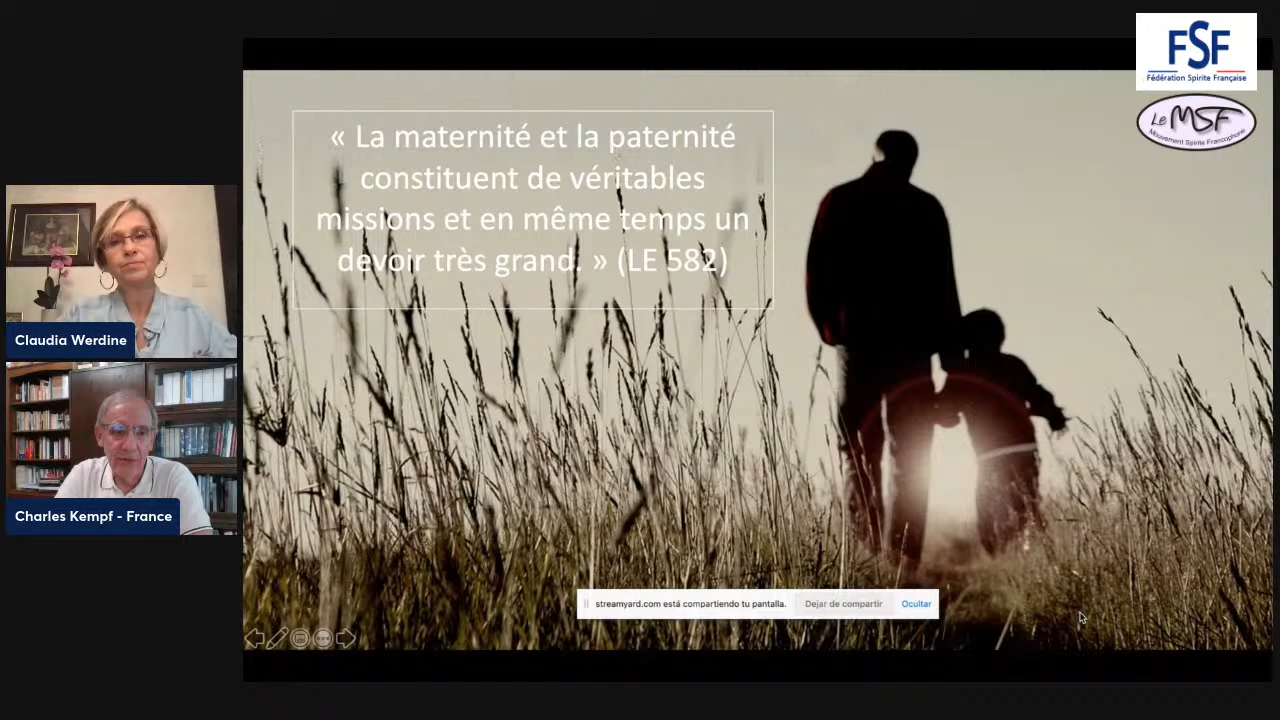 FSF
Fédération Spirite Française
Le MSF
Mouvement Spirite Francophone
« La maternité et la paternité
constituent de véritables
missions et en même temps un
devoir très grand. » (LE 582)
Claudia Werdine
Charles Kempf - France
streamyard.com está compartiendo tu pantalla.
Dejar de compartir
Ocultar